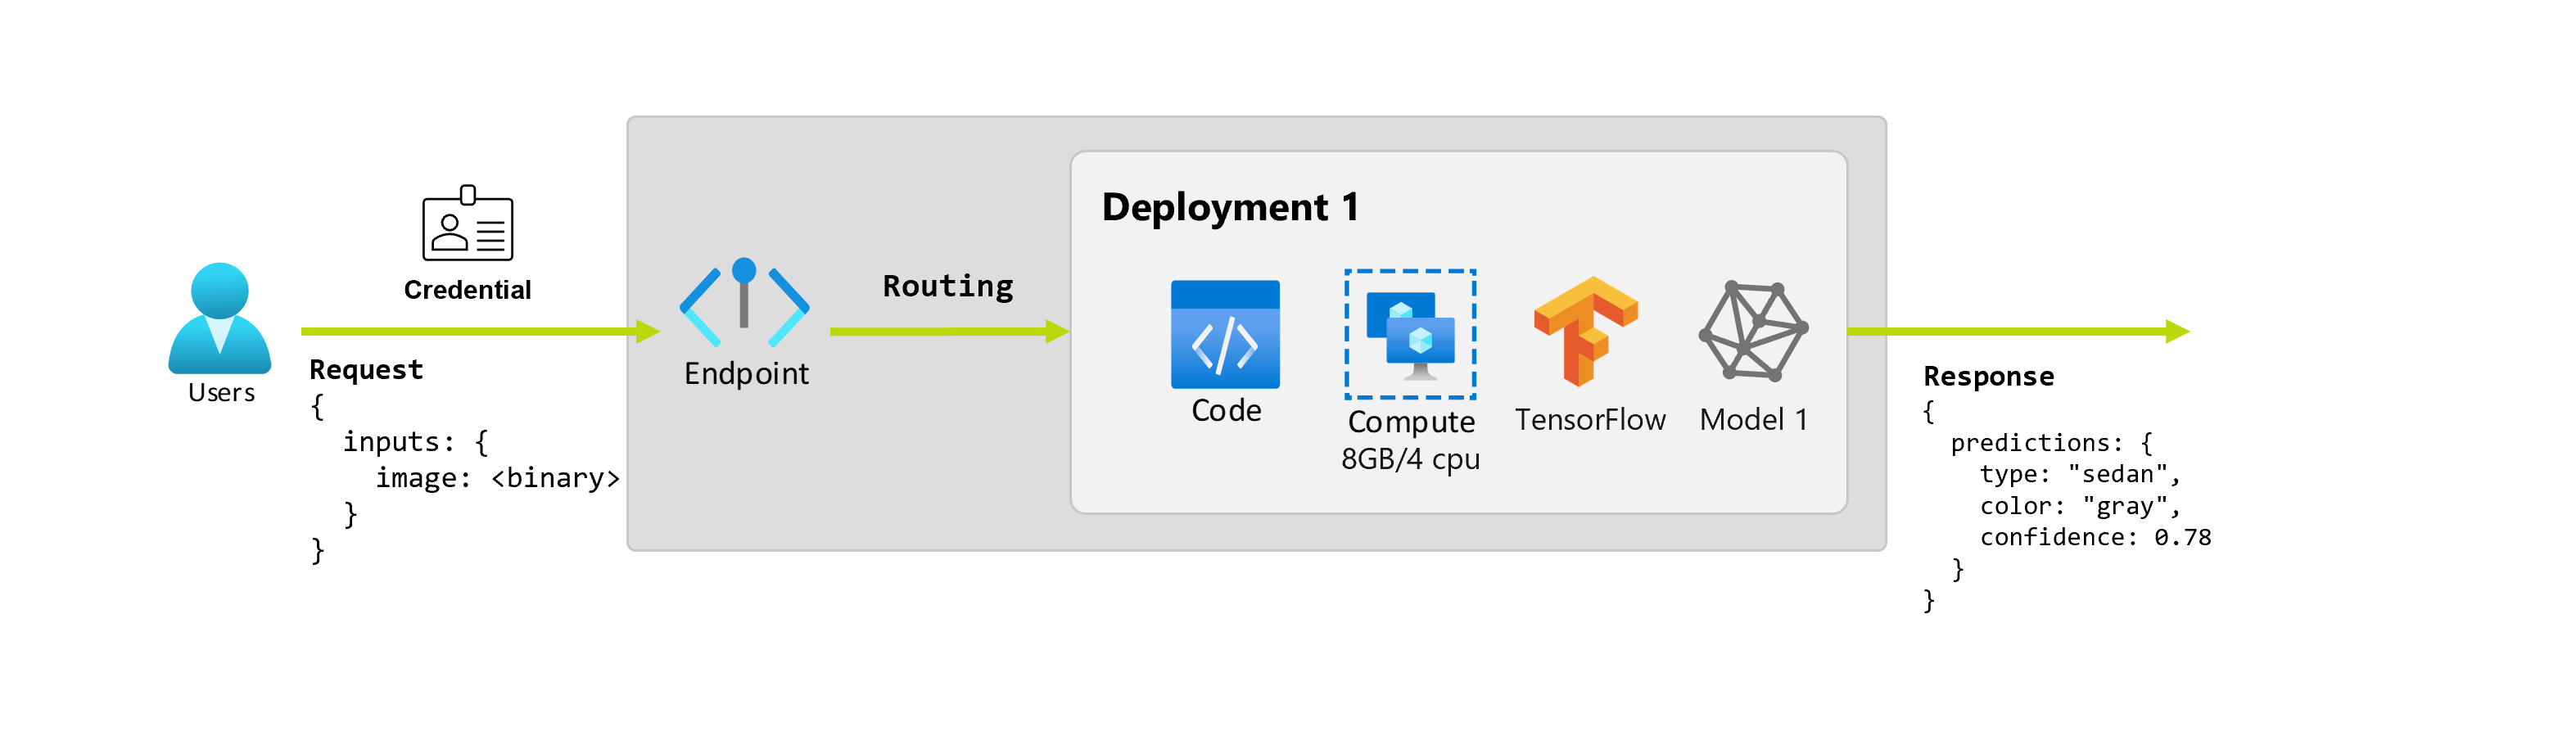 Credential
Users
Request
{
  inputs: {
    image: <binary>
  }
}
Endpoint
Routing
Deployment 1
Code
Compute
8GB/4 cpu
TensorFlow
Model 1
Response
{
  predictions: {
    type: "sedan",
    color: "gray",
    confidence: 0.78
  }
}